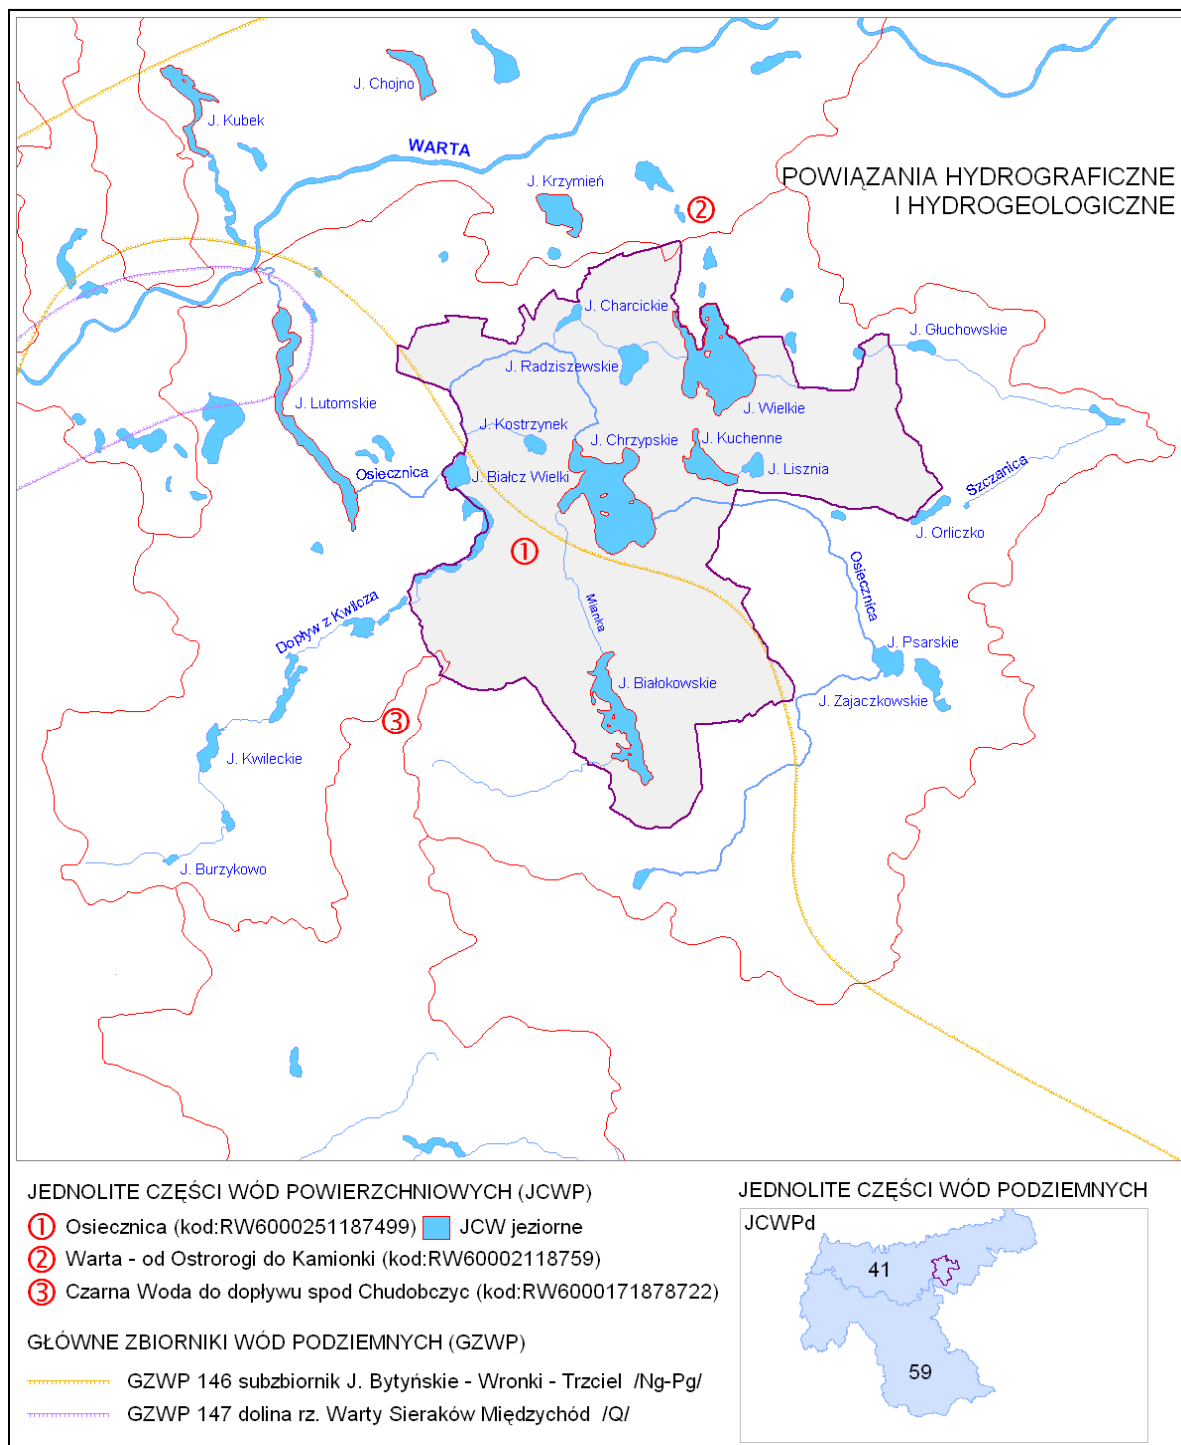 J. Chojno
J. Kubek
WARTA
POWIĄZANIA HYDROGRAFICZNE
I HYDROGEOLOGICZNE
J. Krzymień
2
J. Charcickie
J. Głuchowskie
J. Radziszewskie
J. Lutomskie
J. Wielkie
J. Kostrzynek
J. Chrzypskie
J. Kuchenne
J. Lisznia
Osiecznica
J. Białcz Wielki
Szczanica
J. Orliczko
1
Osiecznica
Mianka
Dopływ z Kwilcza
J. Psarskie
J. Białokowskie
J. Zajaczkowskie
3
J. Kwileckie
J. Burzykowo
JEDNOLITE CZĘŚCI WÓD POWIERZCHNIOWYCH (JCWP)
1 Osiecznica (kod:RW6000251187499) JCW jeziorne
2 Warta - od Ostrorogi do Kamionki (kod:RW60002118759)
3 Czarna Woda do dopływu spod Chudobczyc (kod:RW6000171878722)
GŁÓWNE ZBIORNIKI WÓD PODZIEMNYCH (GZWP)
GZWP 146 subzbiornik J. Bytyńskie - Wronki - Trzciel /Ng-Pg/
GZWP 147 dolina rz. Warty Sieraków Międzychód /Q/
JEDNOLITE CZĘŚCI WÓD PODZIEMNYCH
JCWPd
41
59